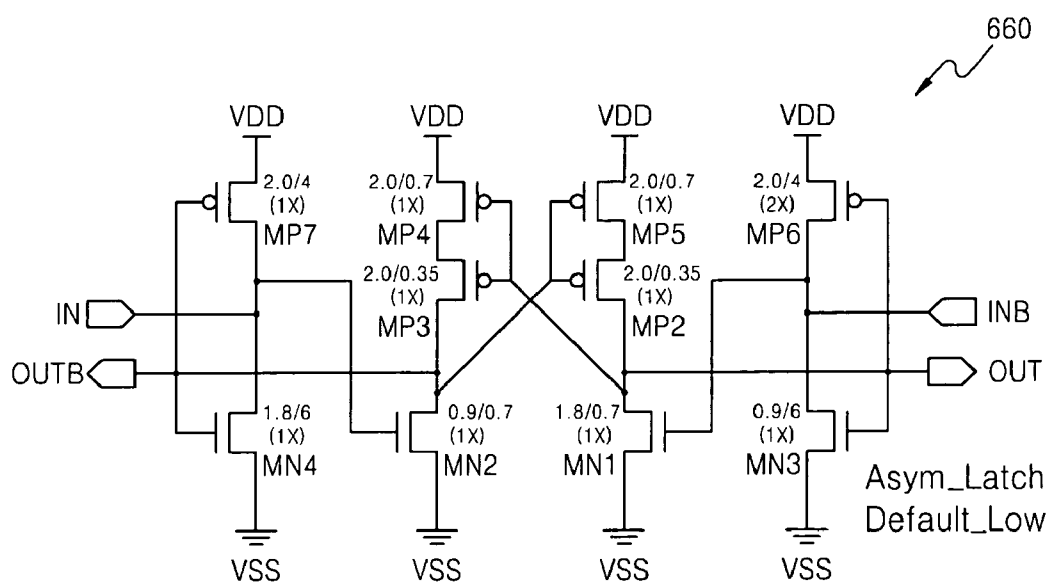 660
VDD
VDD
VDD
VDD
2.0/4
(1X)
MP7
2.0/0.7
(1X)
MP4
2.0/0.7
(1X)
MP5
2.0/4
(2X)
MP6
2.0/0.35
(1X)
MP3
2.0/0.35
(1X)
MP2
IN
INB
OUTB
OUT
1.8/6
(1X)
MN4
0.9/0.7
(1X)
MN2
1.8/0.7
(1X)
MN1
0.9/6
(1X)
MN3
Asym_Latch
Default_Low
VSS
VSS
VSS
VSS